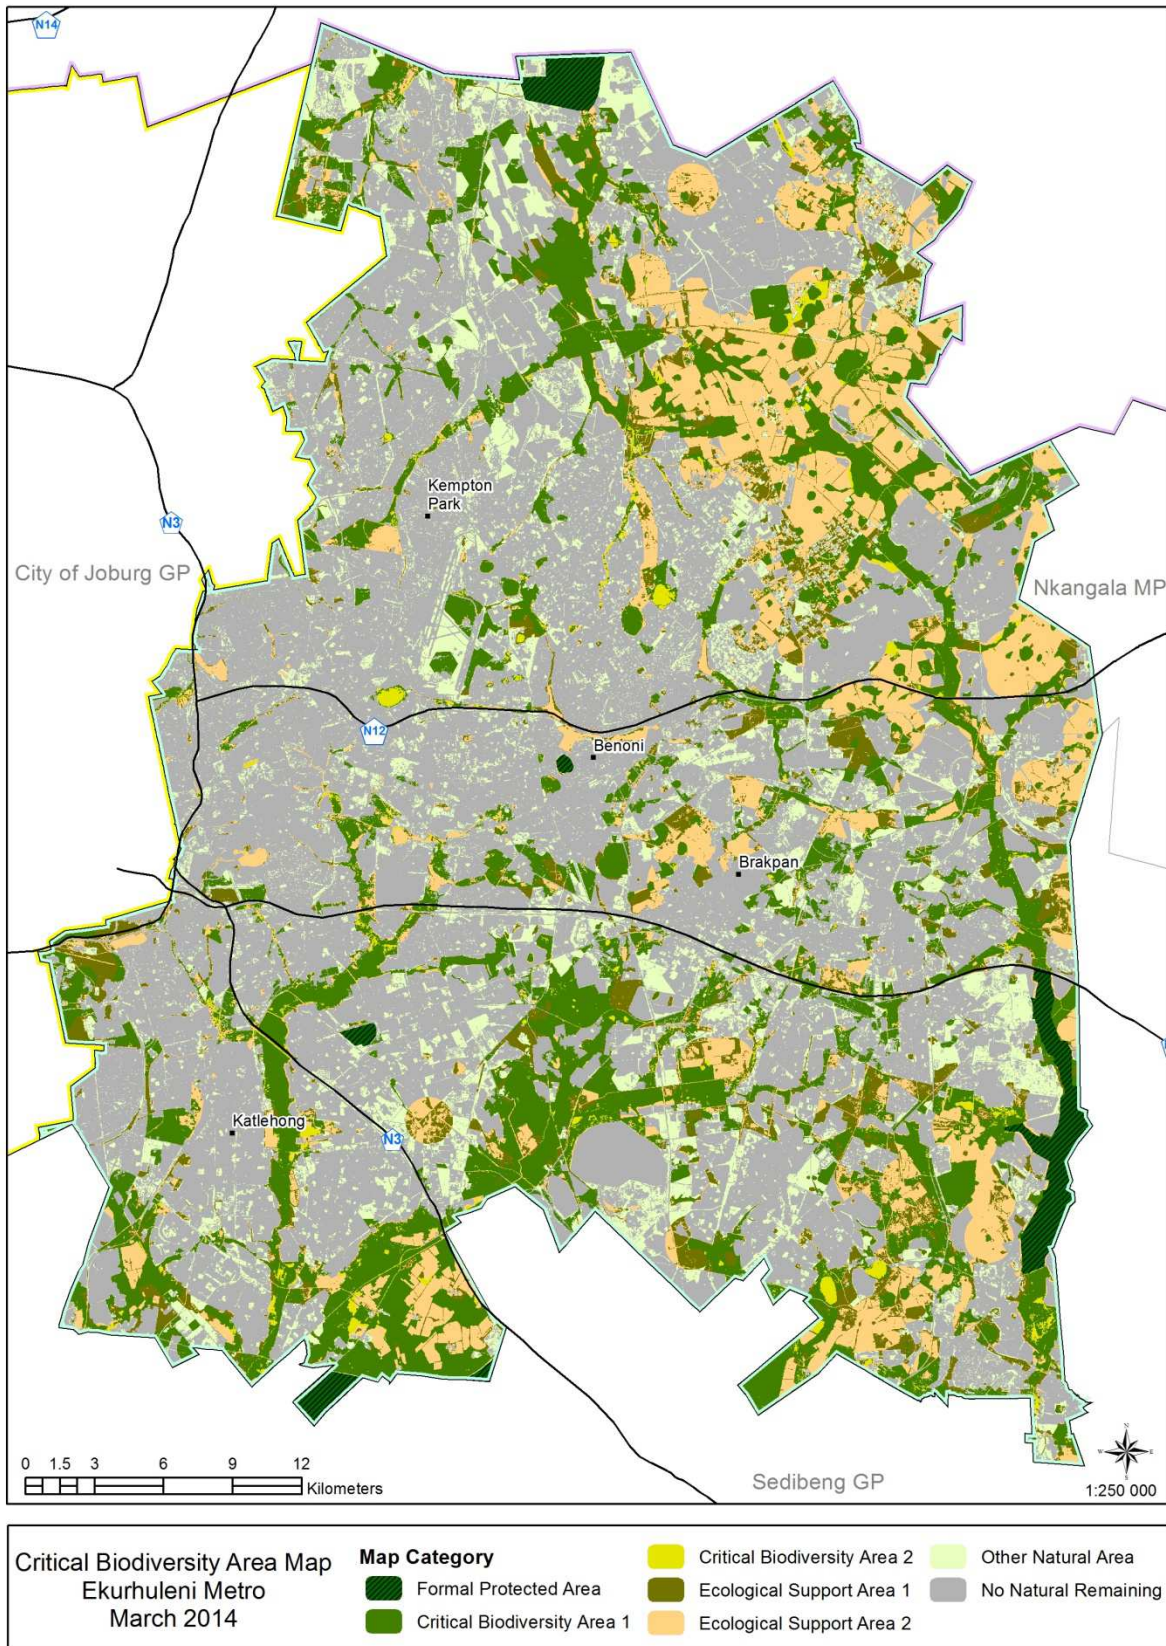 N14
Kempton
Park
N3
City of Joburg GP
Nkangala MP
N12
Benoni
Brakpan
Katlehong
N3
0 1.5 3 6 9 12
Kilometers
Sedibeng GP
N
W E
S
1:250 000
Critical Biodiversity Area Map
Ekurhuleni Metro
March 2014
Map Category
Formal Protected Area
Critical Biodiversity Area 1
Critical Biodiversity Area 2
Ecological Support Area 1
Ecological Support Area 2
Other Natural Area
No Natural Remaining